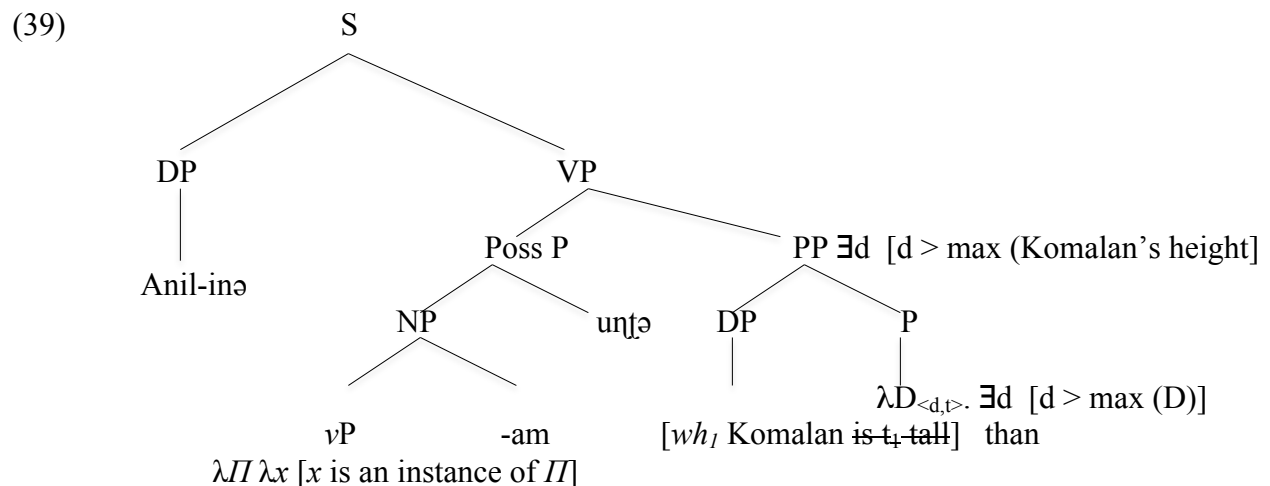 (39) S
DP VP
Poss P PP ∃d [d > max (Komalan’s height]
Anil-inə
NP uɳʈə DP P
λD<d,t>. ∃d [d > max (D)]
vP -am [wh1 Komalan is t1 tall] than
λΠ λx [x is an instance of Π]